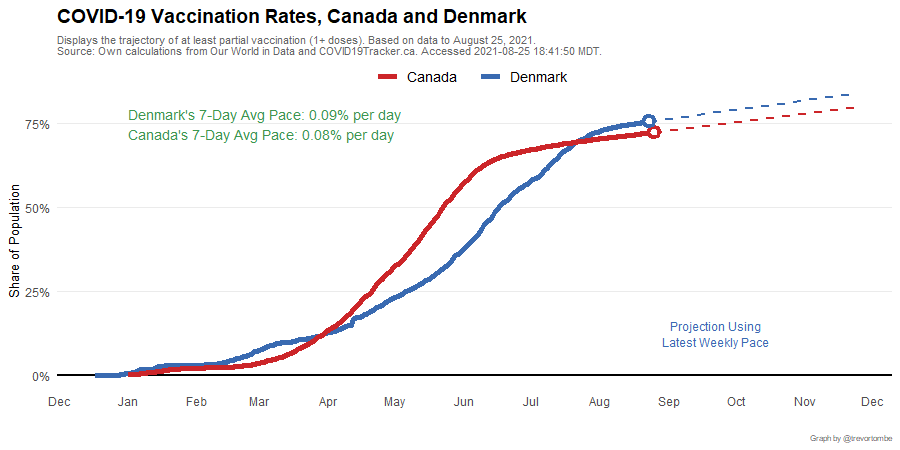 COVID-19 Vaccination Rates, Canada and Denmark
Displays the trajectory of at least partial vaccination (1+ doses). Based on data to August 25, 2021.
Source: Own calculations from Our World in Data and COVID19Tracker.ca. Accessed 2021-08-25 18:41:50 MDT.
Canada Denmark
Denmark's 7-Day Avg Pace: 0.09% per day
Canada's 7-Day Avg Pace: 0.08% per day
75%
50%
25%
0%
Share of Population
Projection Using
Latest Weekly Pace
Dec Jan Feb Mar Apr May Jun Jul Aug Sep Oct Nov Dec
Graph by @trevortombe